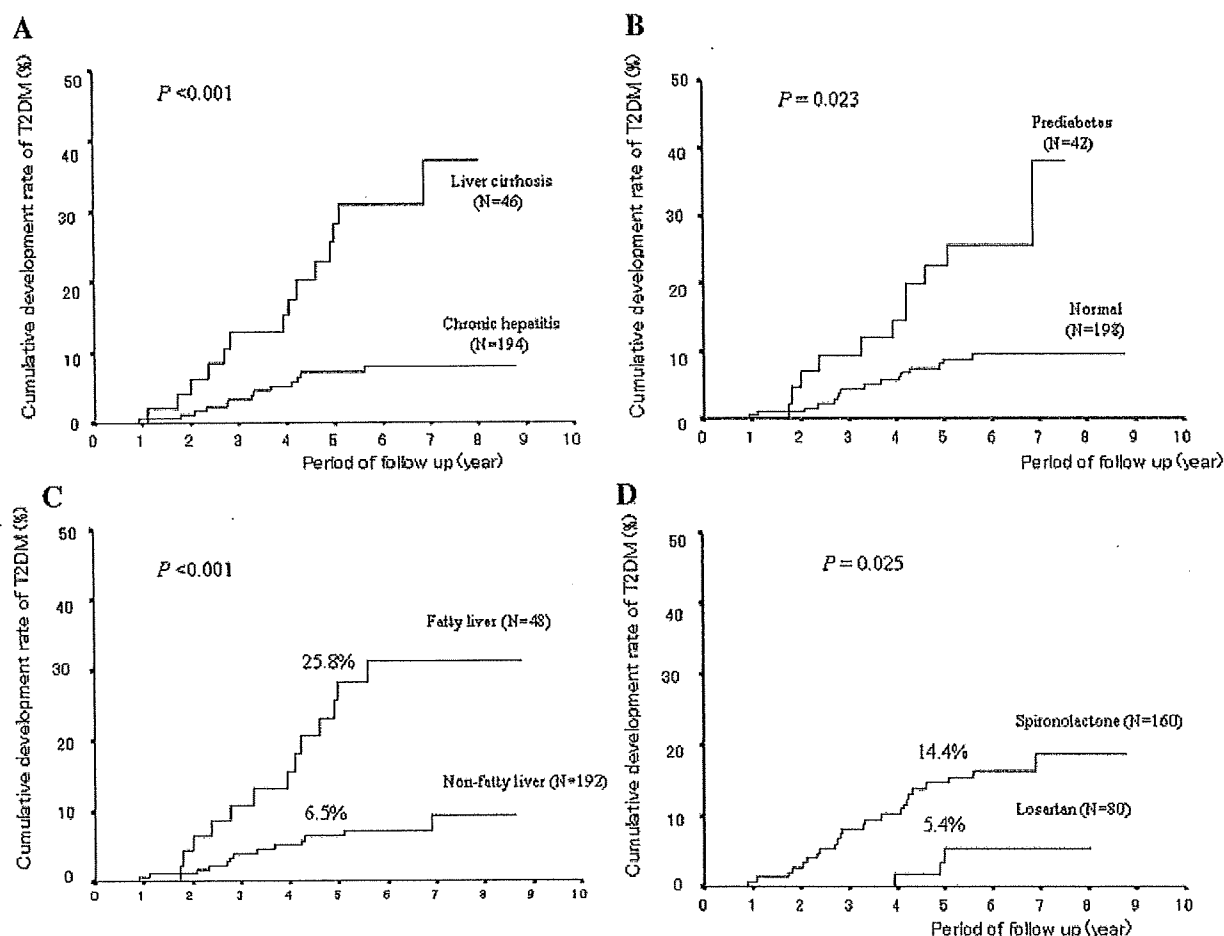 A
Cumulative development rate of T2DM (%)
50
40
30
20
10
0
P <0.001
Liver cirrhosis
(N=46)
Chronic hepatitis
(N=194)
0 1 2 3 4 5 6 7 8 9 10
Period of follow up (year)
B
Cumulative development rate of T2DM (%)
50
40
30
20
10
0
P = 0.023
Prediabetes
(N=42)
Normal
(N=198)
0 1 2 3 4 5 6 7 8 9 10
Period of follow up (year)
C
Cumulative development rate of T2DM (%)
50
40
30
20
10
0
P <0.001
Fatty liver (N=48)
25.8%
Non-fatty liver (N=192)
6.5%
0 1 2 3 4 5 6 7 8 9 10
D
Cumulative development rate of T2DM (%)
50
40
30
20
10
0
P = 0.025
Spironolactone (N=160)
14.4%
Losartan (N=80)
5.4%
0 1 2 3 4 5 6 7 8 9 10
Period of follow up (year)